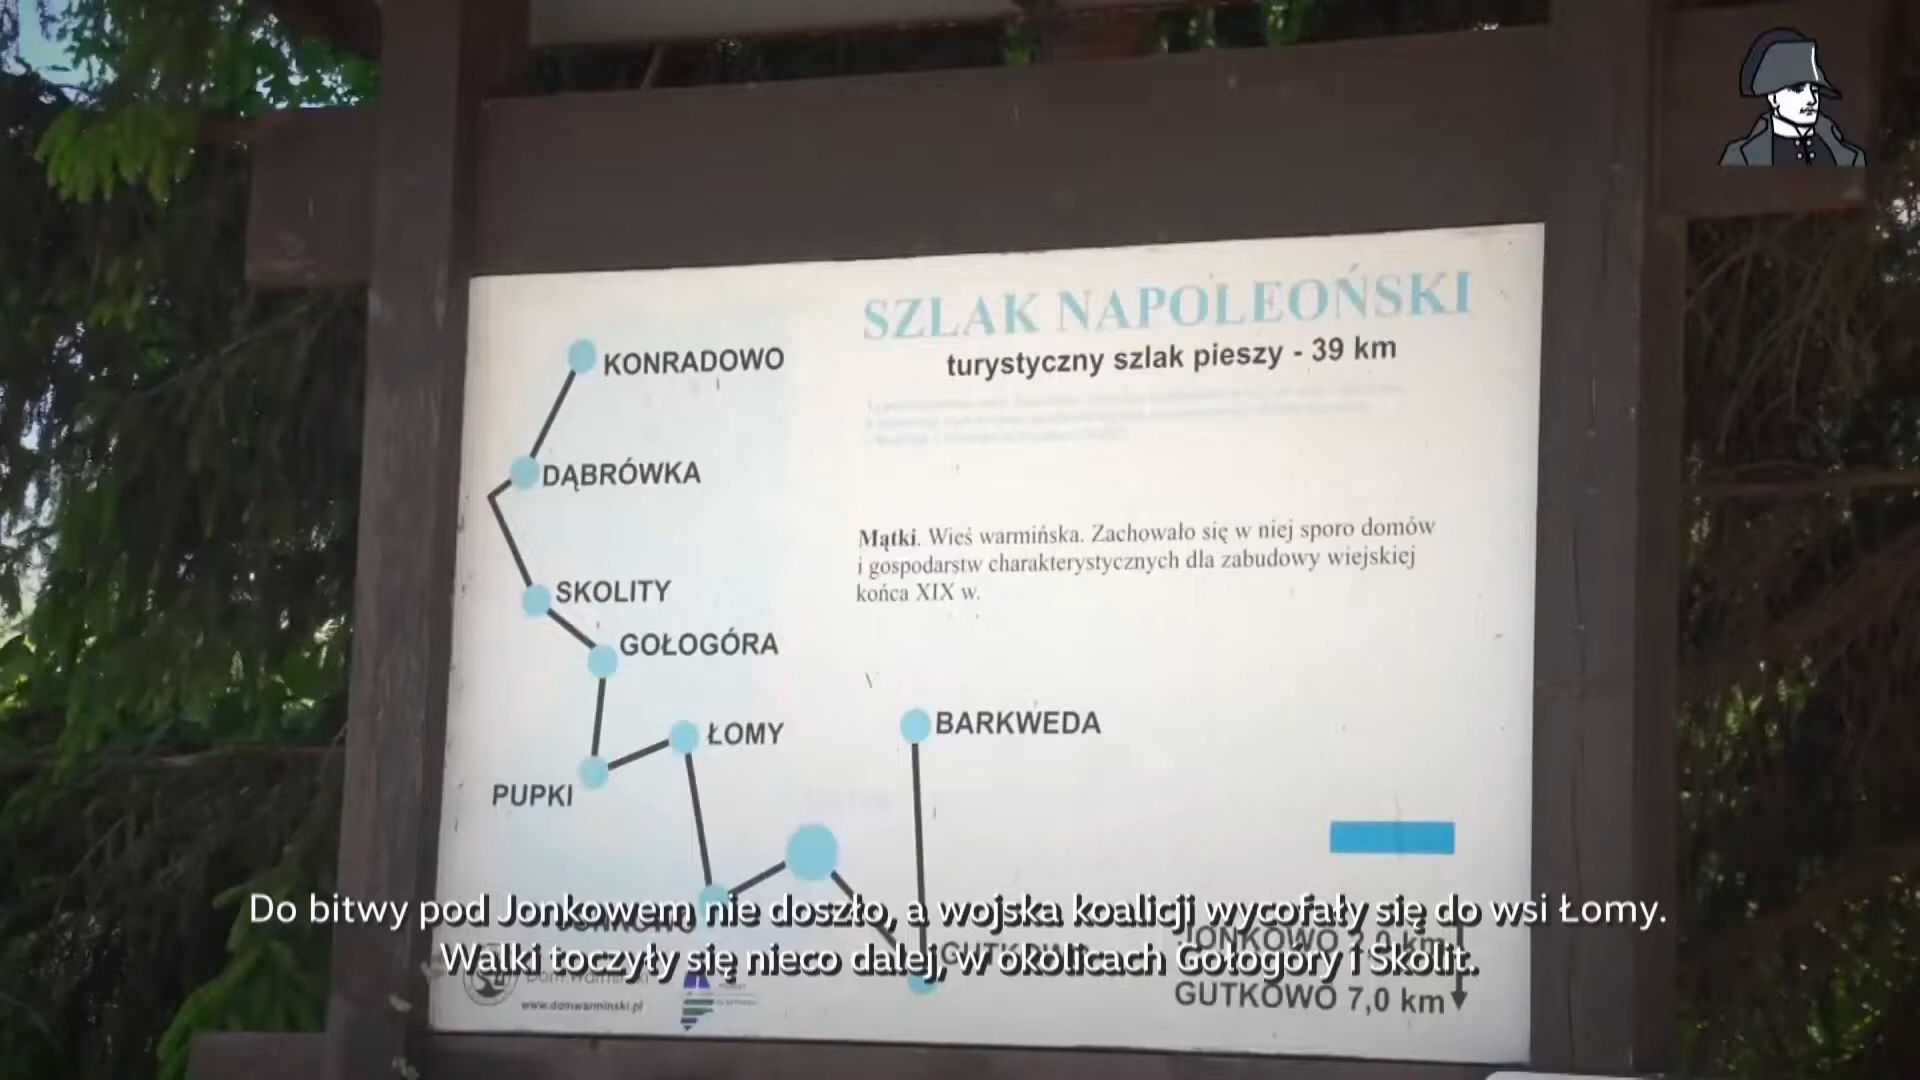 SZLAK NAPOLEOŃSKI
turystyczny szlak pieszy - 39 km
KONRADOWO
DĄBRÓWKA
Mątki. Wieś warmińska. Zachowało się w niej sporo domów
i gospodarstw charakterystycznych dla zabudowy wiejskiej
końca XIX w.
SKOLITY
GOŁOGÓRA
ŁOMY
BARKWEDA
PUPKI
Do bitwy pod Jonkowem nie doszło, a wojska koalicji wycofały się do wsi Łomy.
Walki toczyły się nieco dalej, w okolicach Gołogóry i Skolit.
JONKOWO
GUTKOWO 7,0 km
www.domwarminski.pl